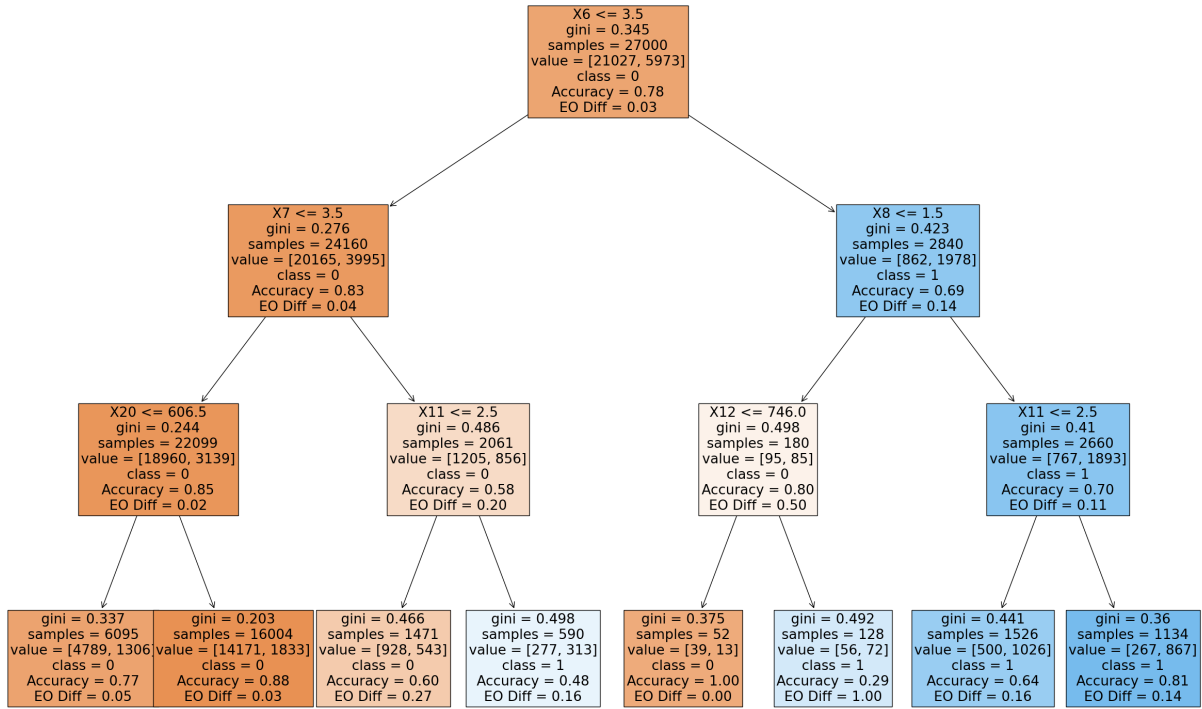 X6 <= 3.5
gini = 0.345
samples = 27000
value = [21027, 5973]
class = 0
Accuracy = 0.78
EO Diff = 0.03
X7 <= 3.5
gini = 0.276
samples = 24160
value = [20165, 3995]
class = 0
Accuracy = 0.83
EO Diff = 0.04
X8 <= 1.5
gini = 0.423
samples = 2840
value = [862, 1978]
class = 1
Accuracy = 0.69
EO Diff = 0.14
X20 <= 606.5
gini = 0.244
samples = 22099
value = [18960, 3139]
class = 0
Accuracy = 0.85
EO Diff = 0.02
X11 <= 2.5
gini = 0.486
samples = 2061
value = [1205, 856]
class = 0
Accuracy = 0.58
EO Diff = 0.20
X12 <= 746.0
gini = 0.498
samples = 180
value = [95, 85]
class = 0
Accuracy = 0.80
EO Diff = 0.50
X11 <= 2.5
gini = 0.41
samples = 2660
value = [767, 1893]
class = 1
Accuracy = 0.70
EO Diff = 0.11
gini = 0.337
samples = 6095
value = [4789, 1306]
class = 0
Accuracy = 0.77
EO Diff = 0.05
gini = 0.203
samples = 16004
value = [14171, 1833]
class = 0
Accuracy = 0.88
EO Diff = 0.03
gini = 0.466
samples = 1471
value = [928, 543]
class = 0
Accuracy = 0.60
EO Diff = 0.27
gini = 0.498
samples = 590
value = [277, 313]
class = 1
Accuracy = 0.48
EO Diff = 0.16
gini = 0.375
samples = 52
value = [39, 13]
class = 0
Accuracy = 1.00
EO Diff = 0.00
gini = 0.492
samples = 128
value = [56, 72]
class = 1
Accuracy = 0.29
EO Diff = 1.00
gini = 0.441
samples = 1526
value = [500, 1026]
class = 1
Accuracy = 0.64
EO Diff = 0.16
gini = 0.36
samples = 1134
value = [267, 867]
class = 1
Accuracy = 0.81
EO Diff = 0.14